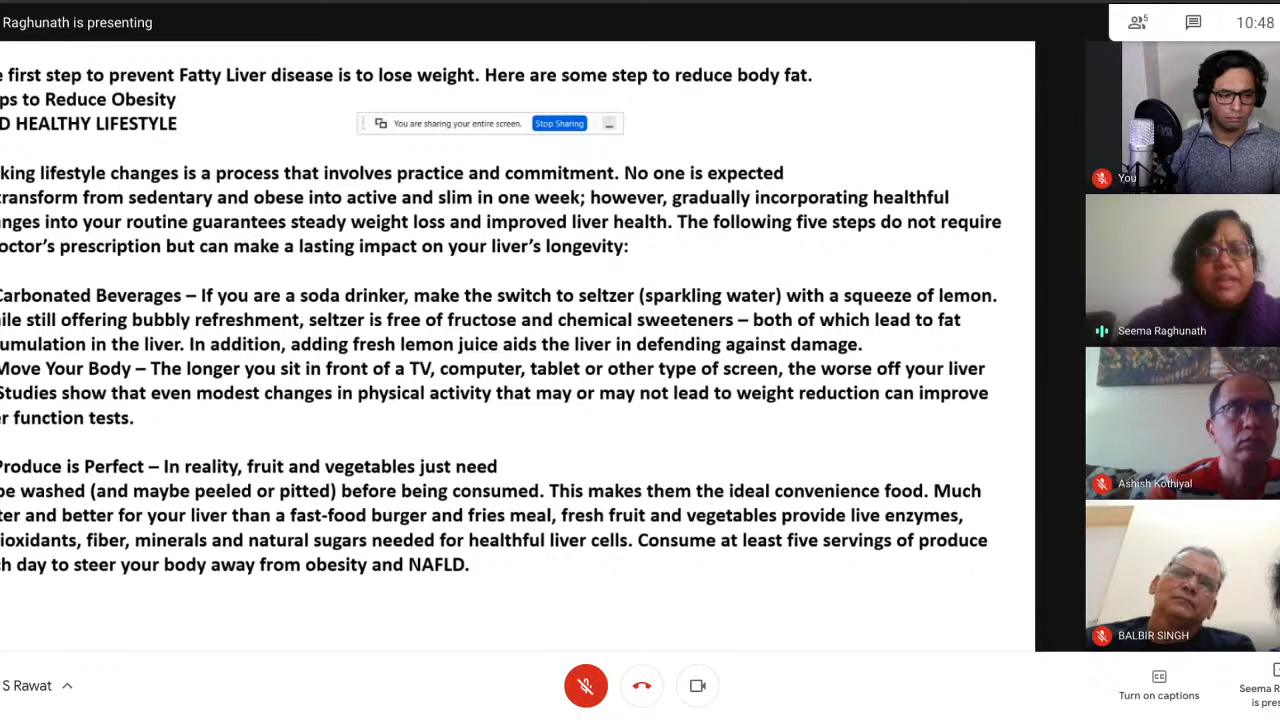 Raghunath is presenting
5
10:48
e first step to prevent Fatty Liver disease is to lose weight. Here are some step to reduce body fat.
ps to Reduce Obesity
D HEALTHY LIFESTYLE
You are sharing your entire screen. Stop Sharing
king lifestyle changes is a process that involves practice and commitment. No one is expected
transform from sedentary and obese into active and slim in one week; however, gradually incorporating healthful
nges into your routine guarantees steady weight loss and improved liver health. The following five steps do not require
octor’s prescription but can make a lasting impact on your liver’s longevity:
Carbonated Beverages – If you are a soda drinker, make the switch to seltzer (sparkling water) with a squeeze of lemon.
ile still offering bubbly refreshment, seltzer is free of fructose and chemical sweeteners – both of which lead to fat
umulation in the liver. In addition, adding fresh lemon juice aids the liver in defending against damage.
Move Your Body – The longer you sit in front of a TV, computer, tablet or other type of screen, the worse off your liver
Studies show that even modest changes in physical activity that may or may not lead to weight reduction can improve
r function tests.
Produce is Perfect – In reality, fruit and vegetables just need
be washed (and maybe peeled or pitted) before being consumed. This makes them the ideal convenience food. Much
ter and better for your liver than a fast-food burger and fries meal, fresh fruit and vegetables provide live enzymes,
ioxidants, fiber, minerals and natural sugars needed for healthful liver cells. Consume at least five servings of produce
ch day to steer your body away from obesity and NAFLD.
You
Seema Raghunath
Ashish Kothiyal
BALBIR SINGH
S Rawat
Turn on captions
Seema R
is pres